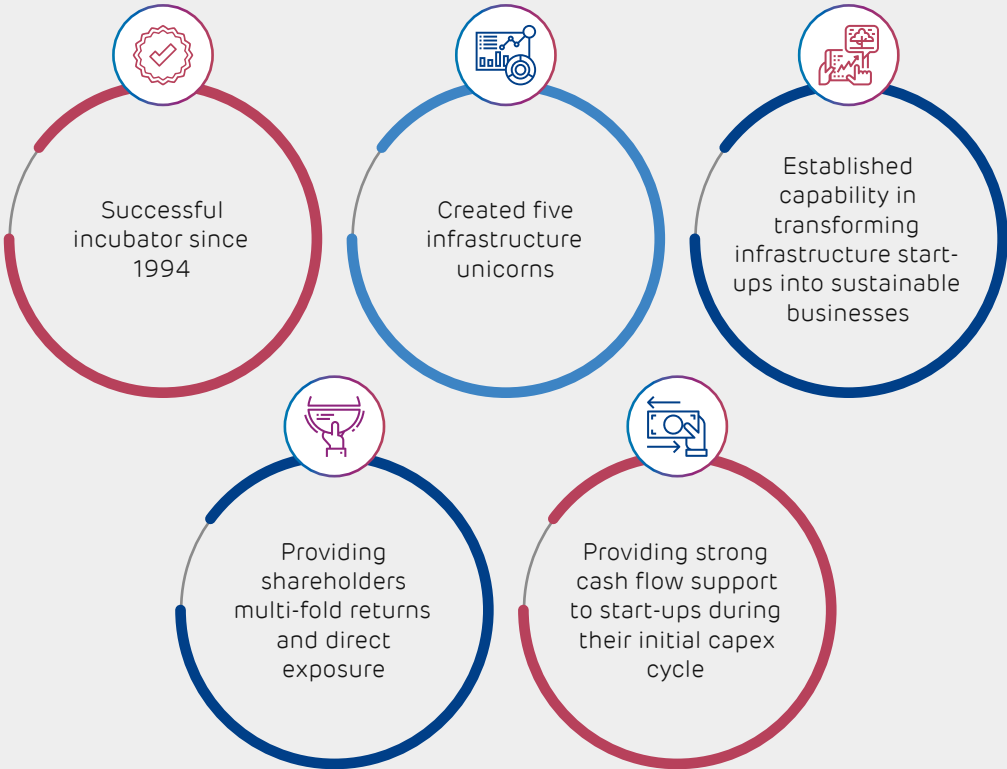 Successful
incubator since
1994
Created five
infrastructure
unicorns
Established
capability in
transforming
infrastructure start-
ups into sustainable
businesses
Providing
shareholders
multi-fold returns
and direct
exposure
Providing strong
cash flow support
to start-ups during
their initial capex
cycle